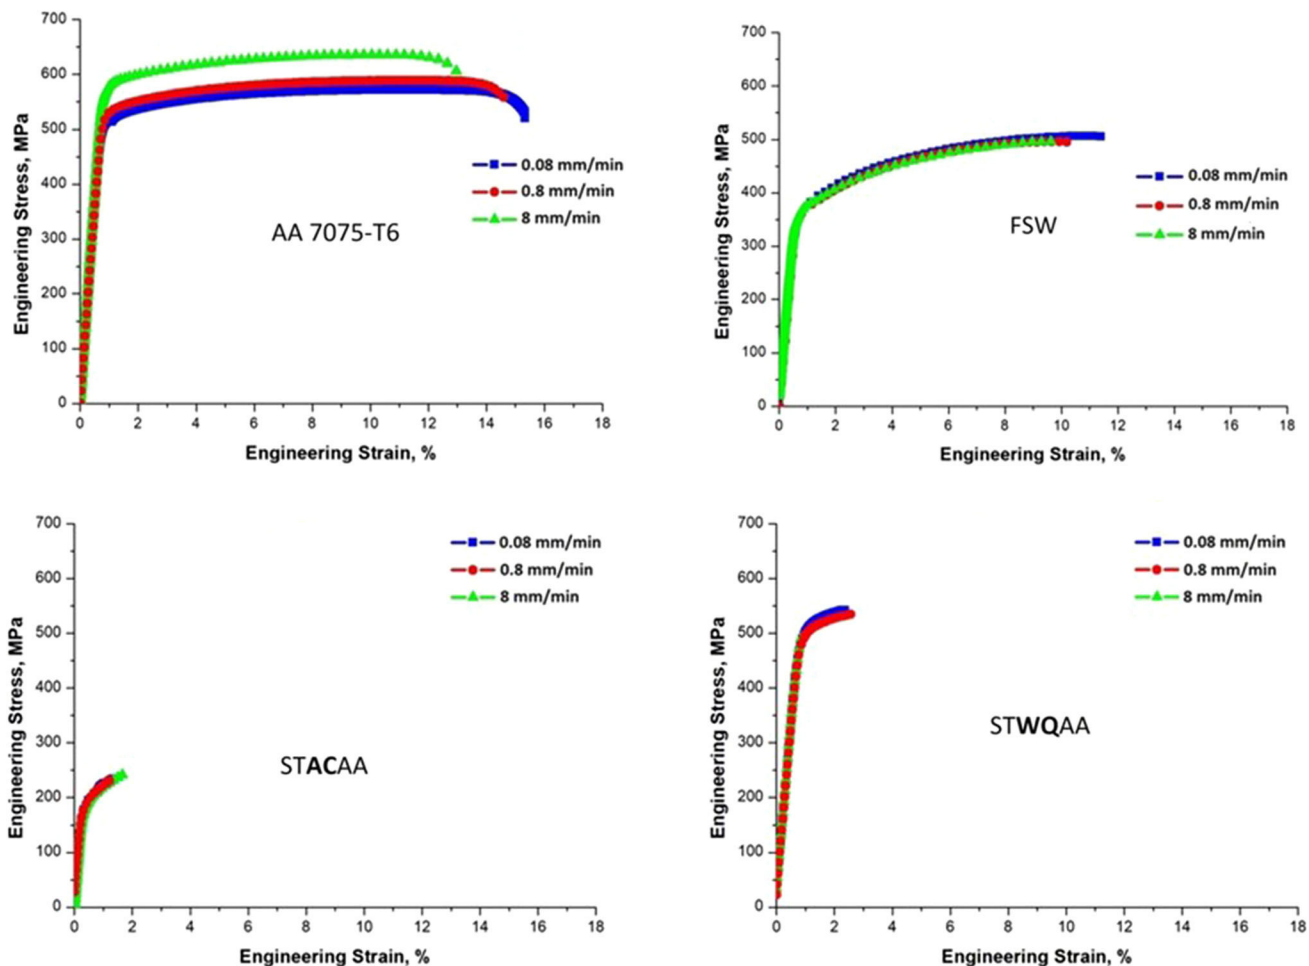 700
600
500
400
300
200
100
0
Engineering Stress, MPa
0.08 mm/min
0.8 mm/min
8 mm/min
AA 7075-T6
0 2 4 6 8 10 12 14 16 18
Engineering Strain, %
700
600
500
400
300
200
100
0
Engineering Stress, MPa
0.08 mm/min
0.8 mm/min
8 mm/min
FSW
0 2 4 6 8 10 12 14 16 18
Engineering Strain, %
700
600
500
400
300
200
100
0
Engineering Stress, MPa
0.08 mm/min
0.8 mm/min
8 mm/min
STACAA
0 2 4 6 8 10 12 14 16 18
Engineering Strain, %
700
600
500
400
300
200
100
0
Engineering Stress, MPa
0.08 mm/min
0.8 mm/min
8 mm/min
STWQAA
0 2 4 6 8 10 12 14 16 18
Engineering Strain, %